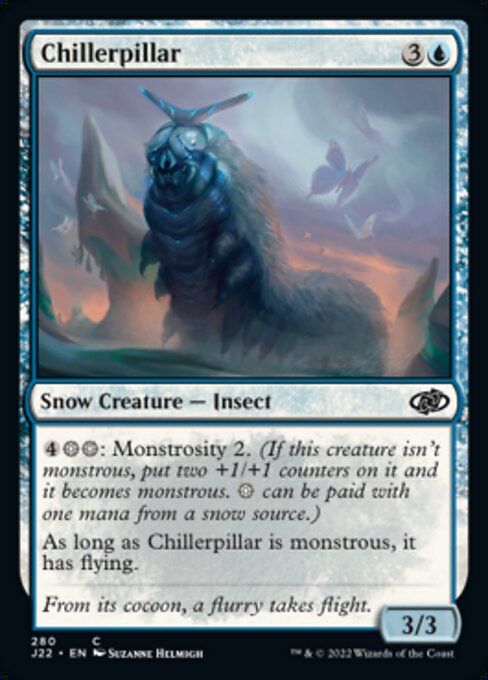 Chillerpillar 3
Snow Creature — Insect
4: Monstrosity 2. (If this creature isn't
monstrous, put two +1/+1 counters on it and
it becomes monstrous. can be paid with
one mana from a snow source.)
As long as Chillerpillar is monstrous, it
has flying.
From its cocoon, a flurry takes flight.
3/3
280 C
J22 • EN SUZANNE HELMIGH
™ & © 2022 Wizards of the Coast